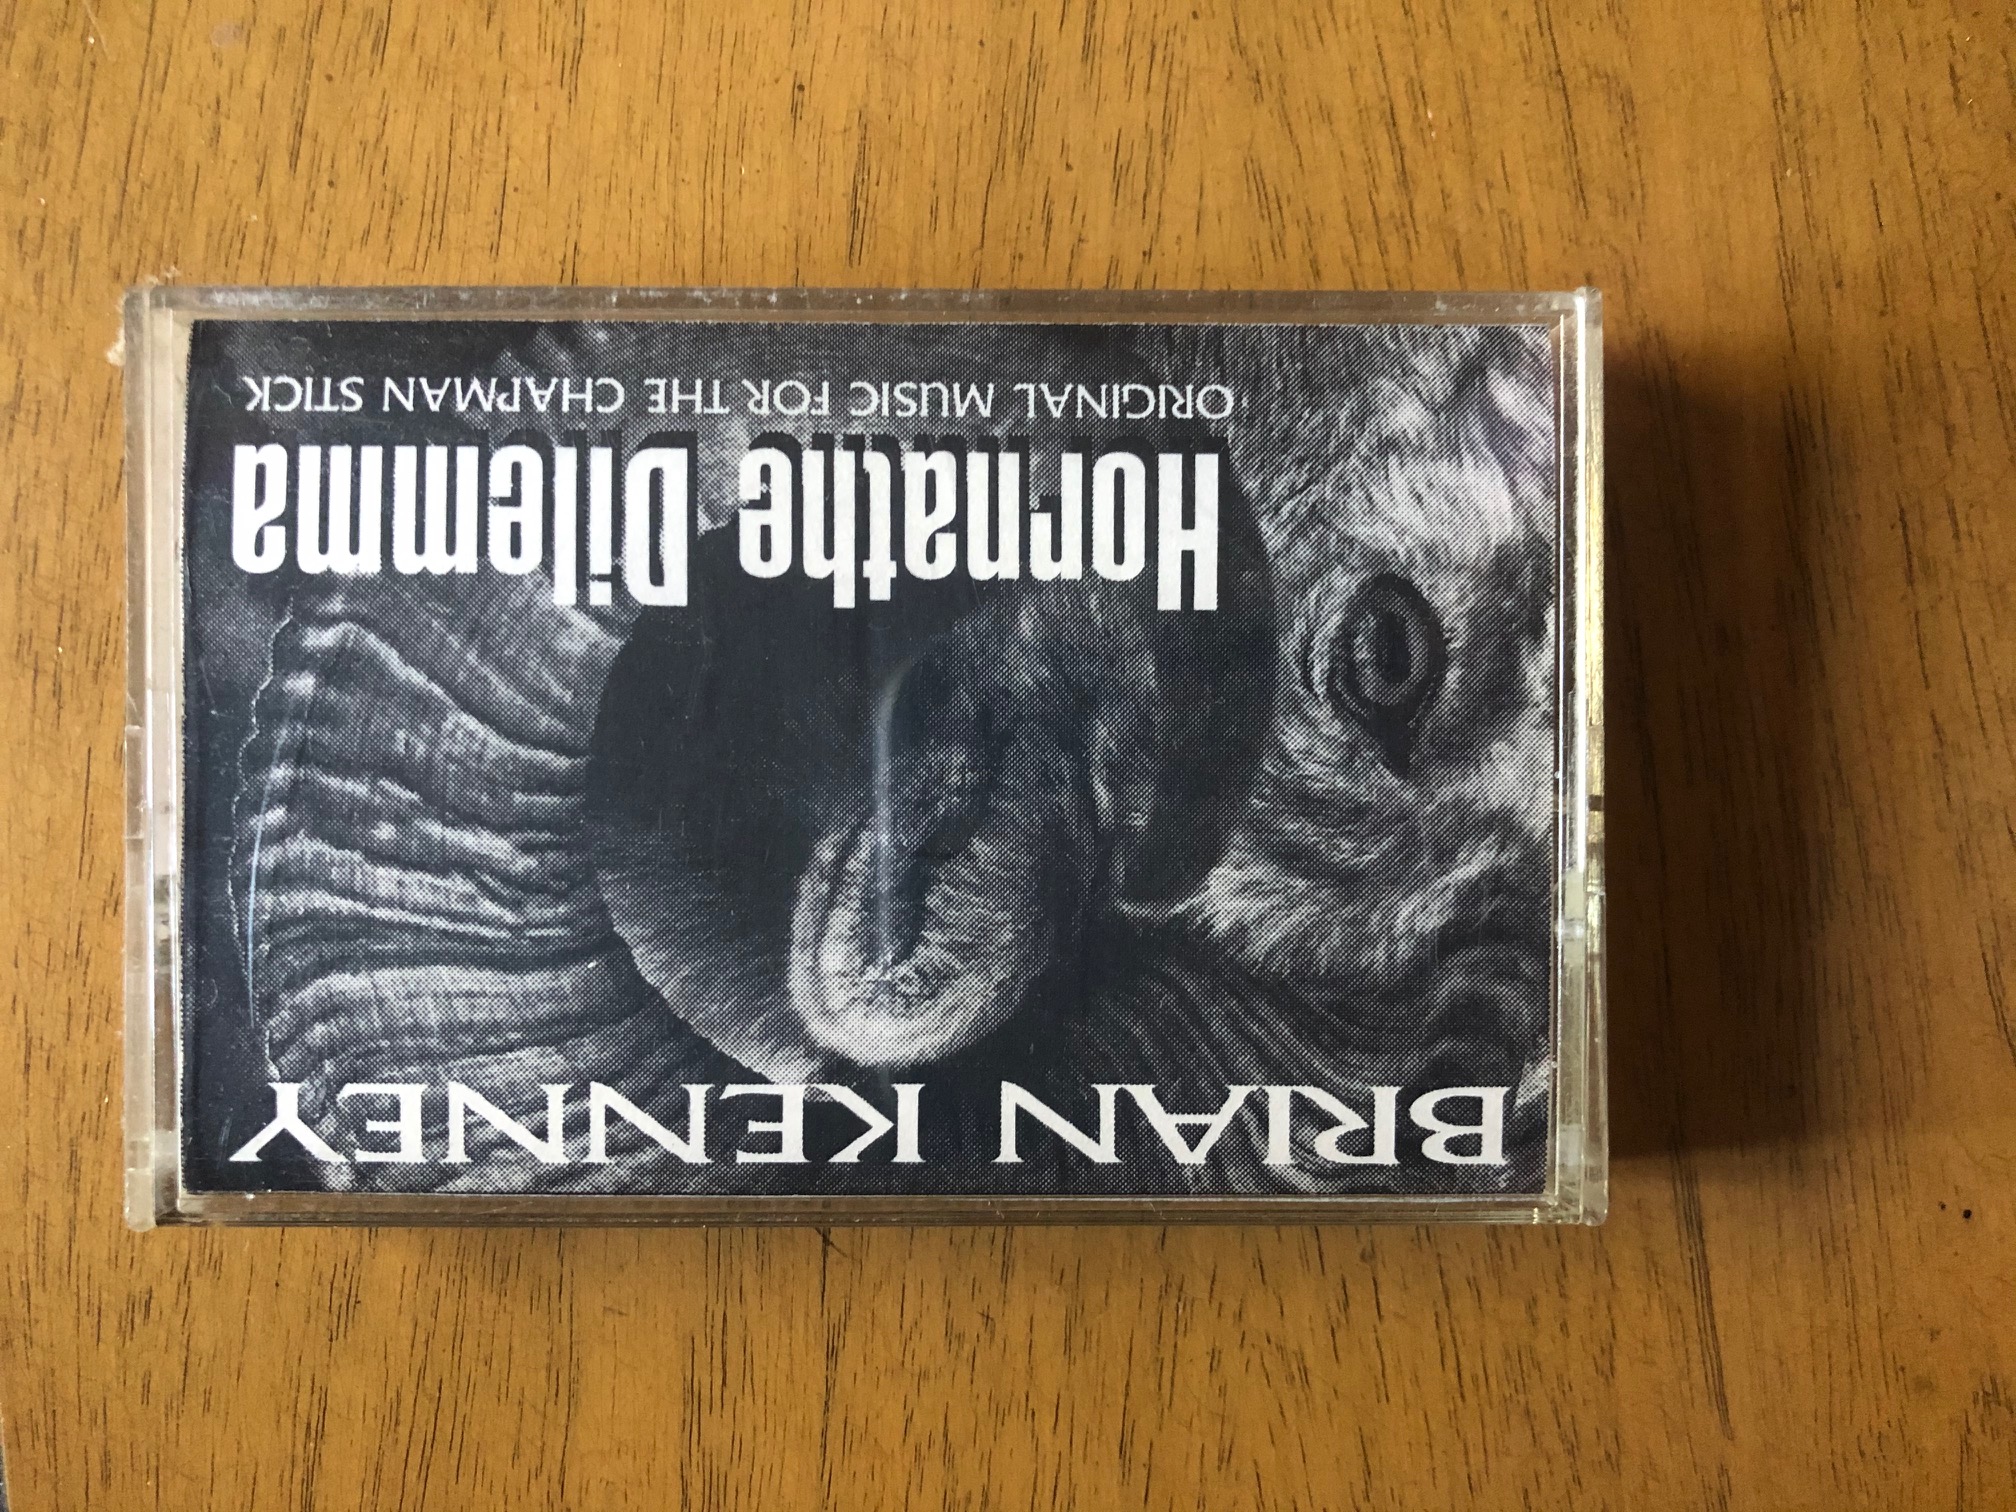 BRIAN KENNEY
Hornathe Dilemma
ORIGINAL MUSIC FOR THE CHAPMAN STICK